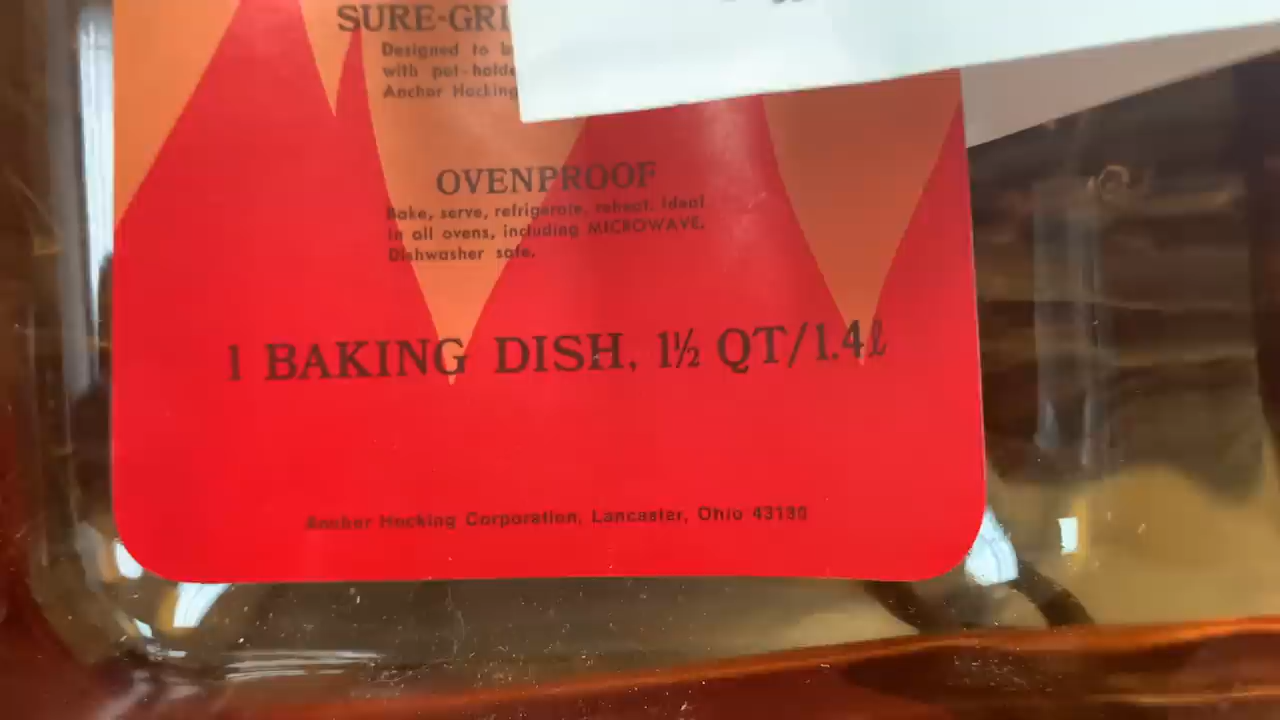 SURE-GRI
Designed to b
with pot-holde
Anchor Hocking
OVENPROOF
Bake, serve, refrigerate, reheat. Ideal
in all ovens, including MICROWAVE.
Dishwasher safe.
1 BAKING DISH, 1½ QT/1.4ℓ
Anchor Hocking Corporation, Lancaster, Ohio 43130